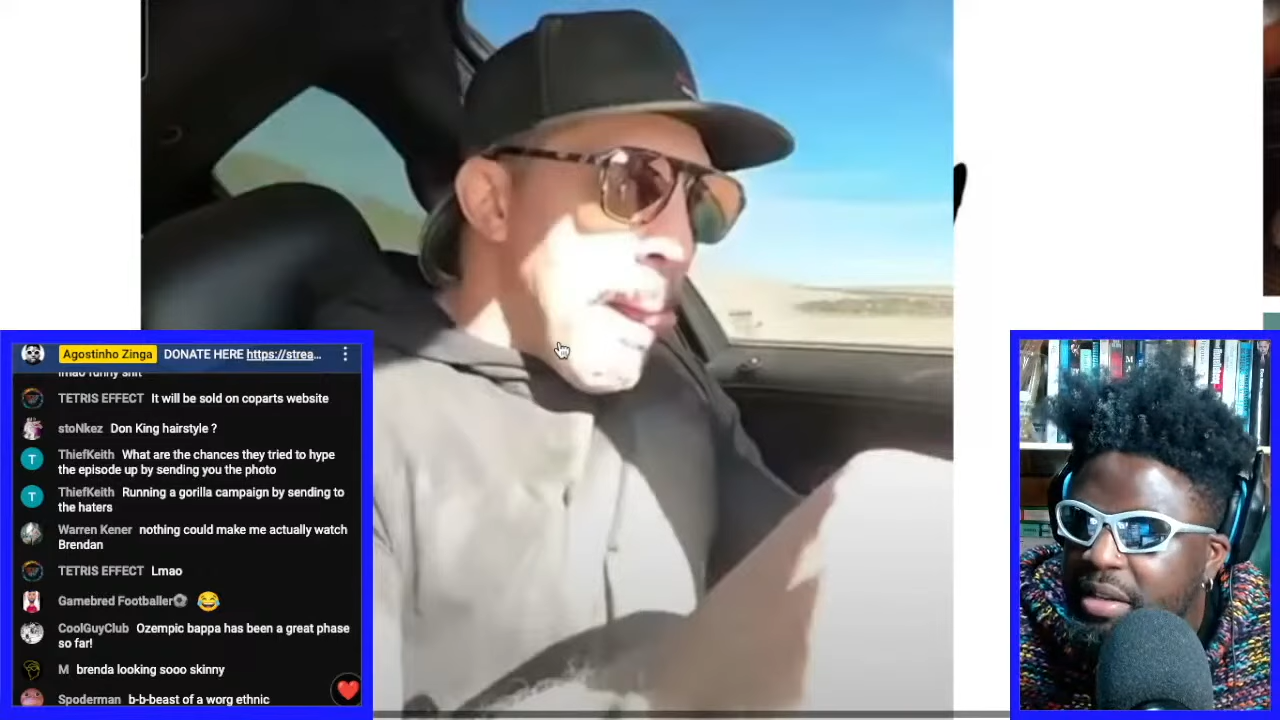 Agostinho Zinga DONATE HERE https://strea...
lmao funny shit
TETRIS EFFECT It will be sold on coparts website
stoNkez Don King hairstyle ?
ThiefKeith What are the chances they tried to hype
the episode up by sending you the photo
ThiefKeith Running a gorilla campaign by sending to
the haters
Warren Kener nothing could make me actually watch
Brendan
TETRIS EFFECT Lmao
Gamebred Footballer⚽ 😂
CoolGuyClub Ozempic bappa has been a great phase
so far!
M brenda looking sooo skinny
Spoderman b-b-beast of a worg ethnic